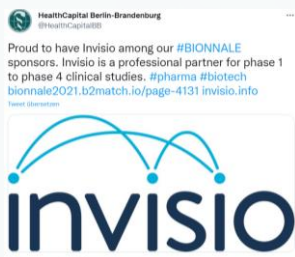 HealthCapital Berlin-Brandenburg
@HealthCapitalBB
Proud to have Invisio among our #BIONNALE
sponsors. Invisio is a professional partner for phase 1
to phase 4 clinical studies. #pharma #biotech
bionnale2021.b2match.io/page-4131 invisio.info
Tweet übersetzen
invisio